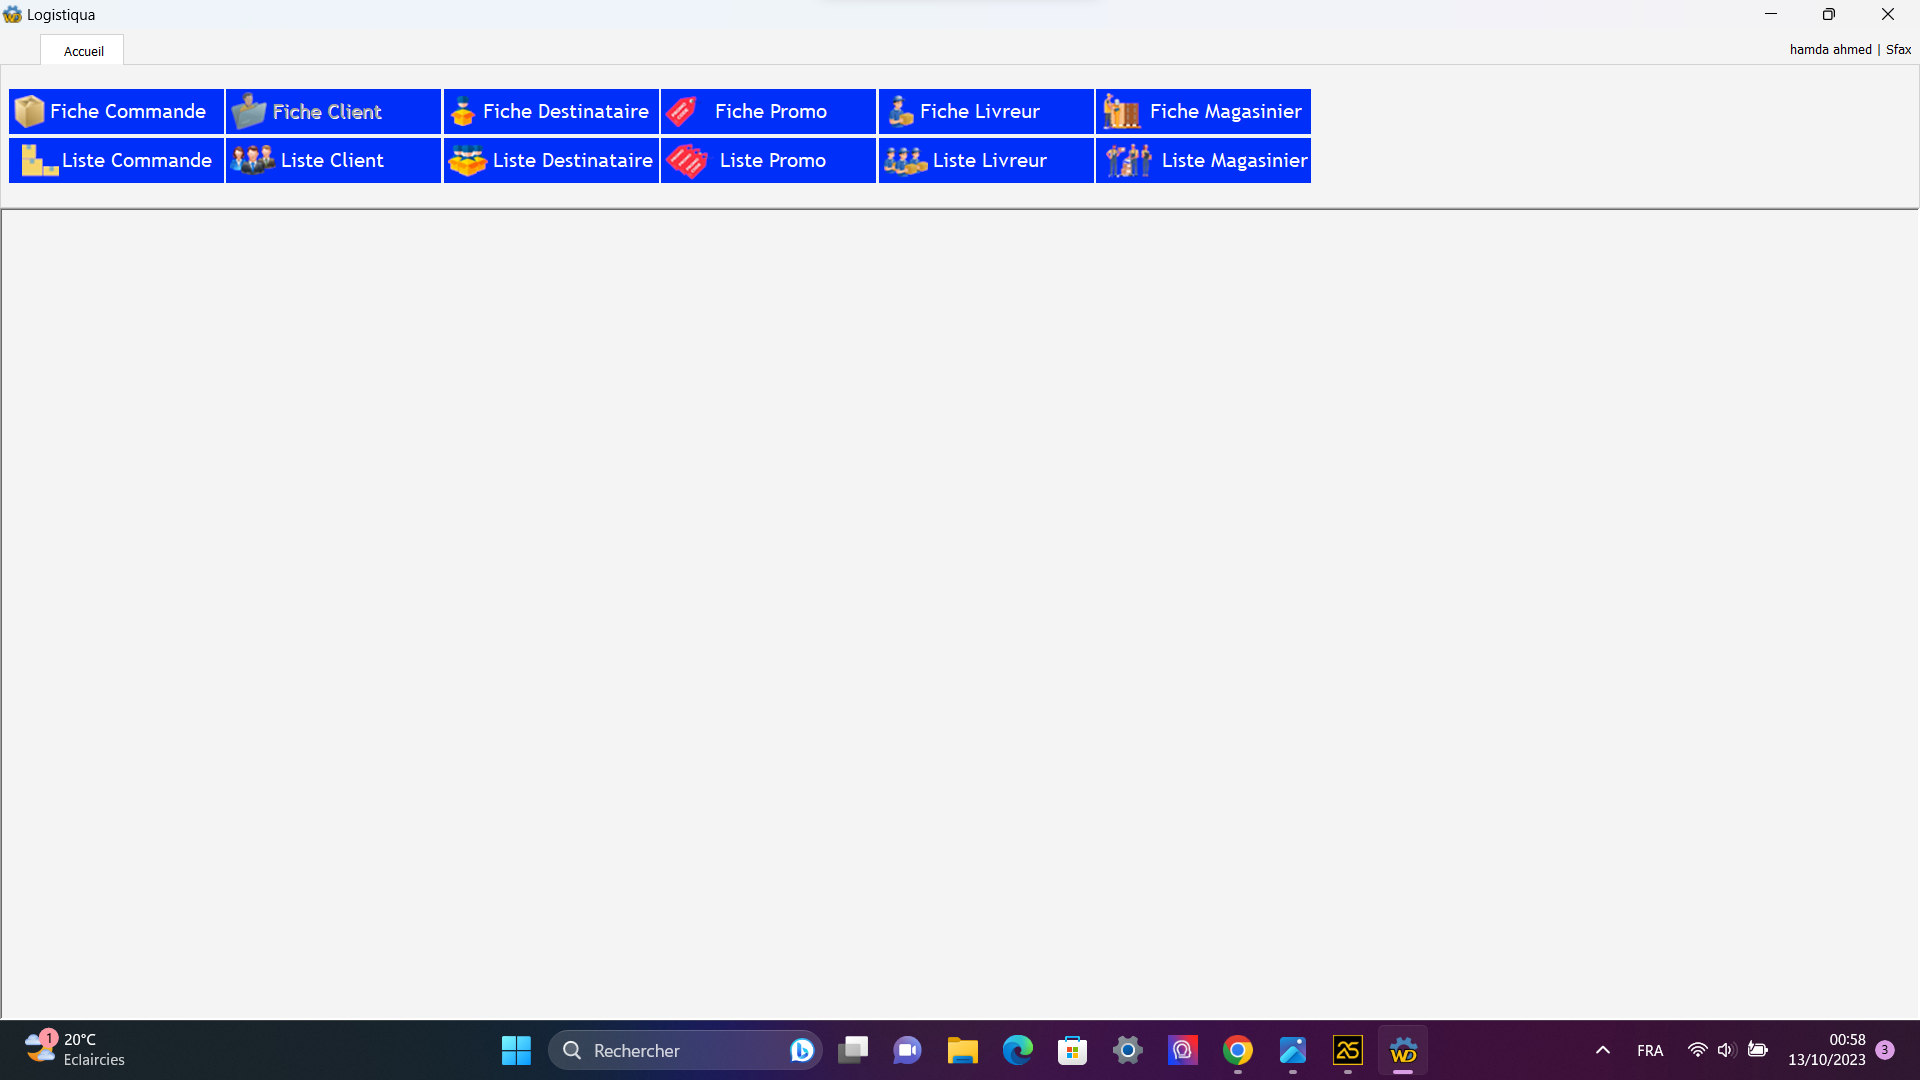 Logistiqua
Accueil
hamda ahmed | Sfax
Fiche Commande Fiche Client Fiche Destinataire Fiche Promo Fiche Livreur Fiche Magasinier
Liste Commande Liste Client Liste Destinataire Liste Promo Liste Livreur Liste Magasinier
1
20°C
Eclaircies
Rechercher
FRA
00:58
13/10/2023
3